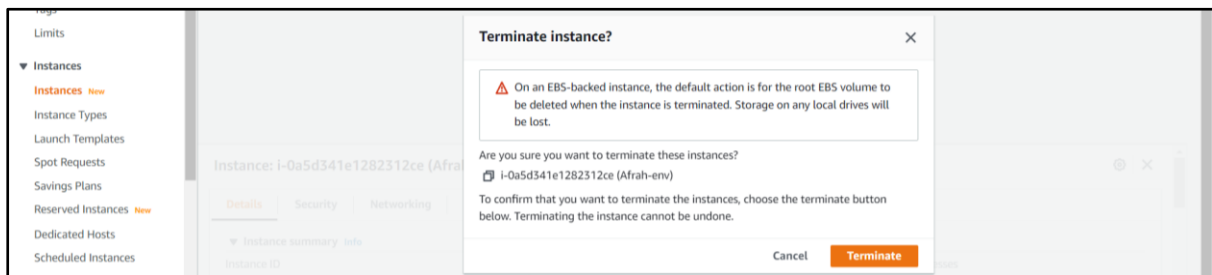 Tags
Limits
▼ Instances
Instances New
Instance Types
Launch Templates
Spot Requests
Savings Plans
Reserved Instances New
Dedicated Hosts
Scheduled Instances
Instance: i-0a5d341e1282312ce (Afrah
Details Security Networking
▼ Instance summary Info
Instance ID
Terminate instance?
On an EBS-backed instance, the default action is for the root EBS volume to
be deleted when the instance is terminated. Storage on any local drives will
be lost.
Are you sure you want to terminate these instances?
i-0a5d341e1282312ce (Afrah-env)
To confirm that you want to terminate the instances, choose the terminate button
below. Terminating the instance cannot be undone.
Cancel Terminate